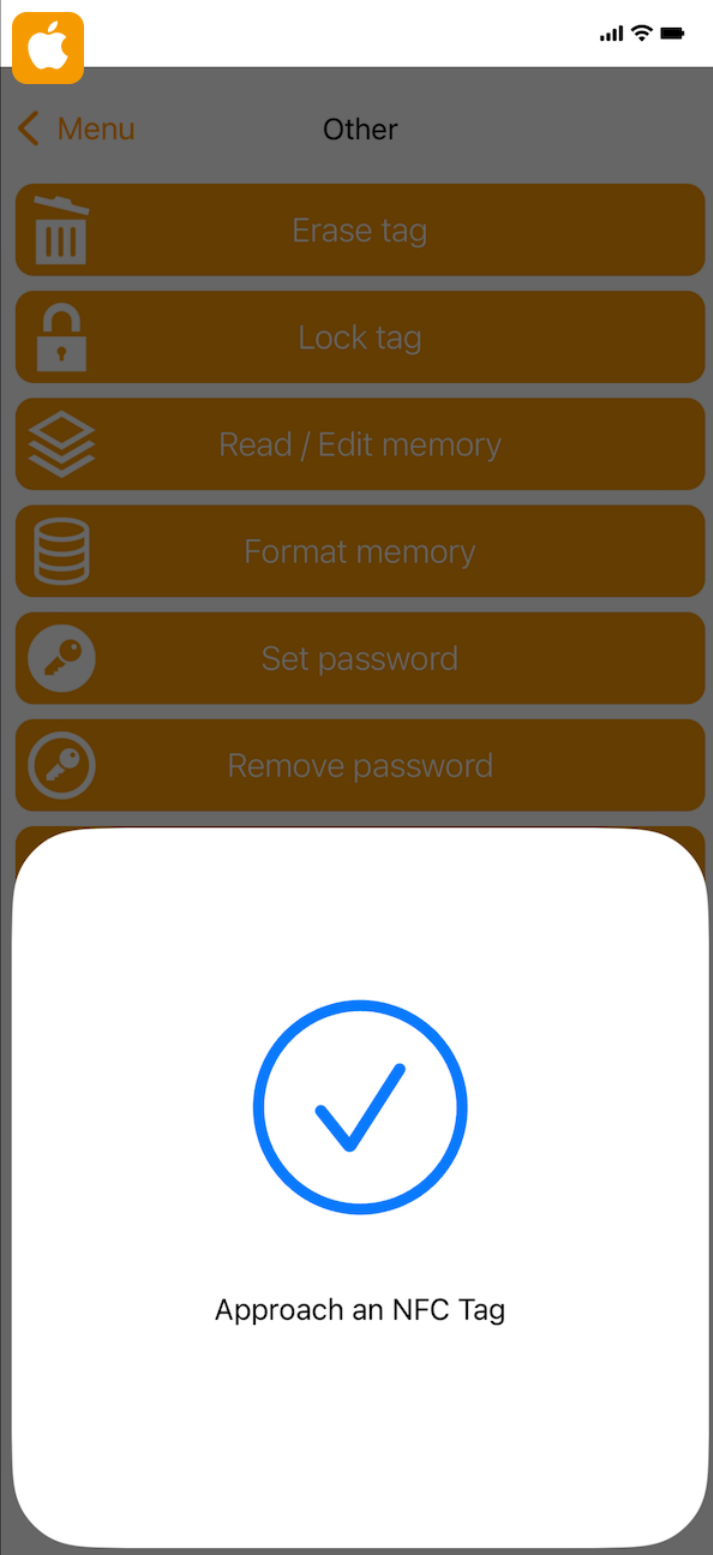 Menu
Other
Erase tag
Lock tag
Read / Edit memory
Format memory
Set password
Remove password
Approach an NFC Tag